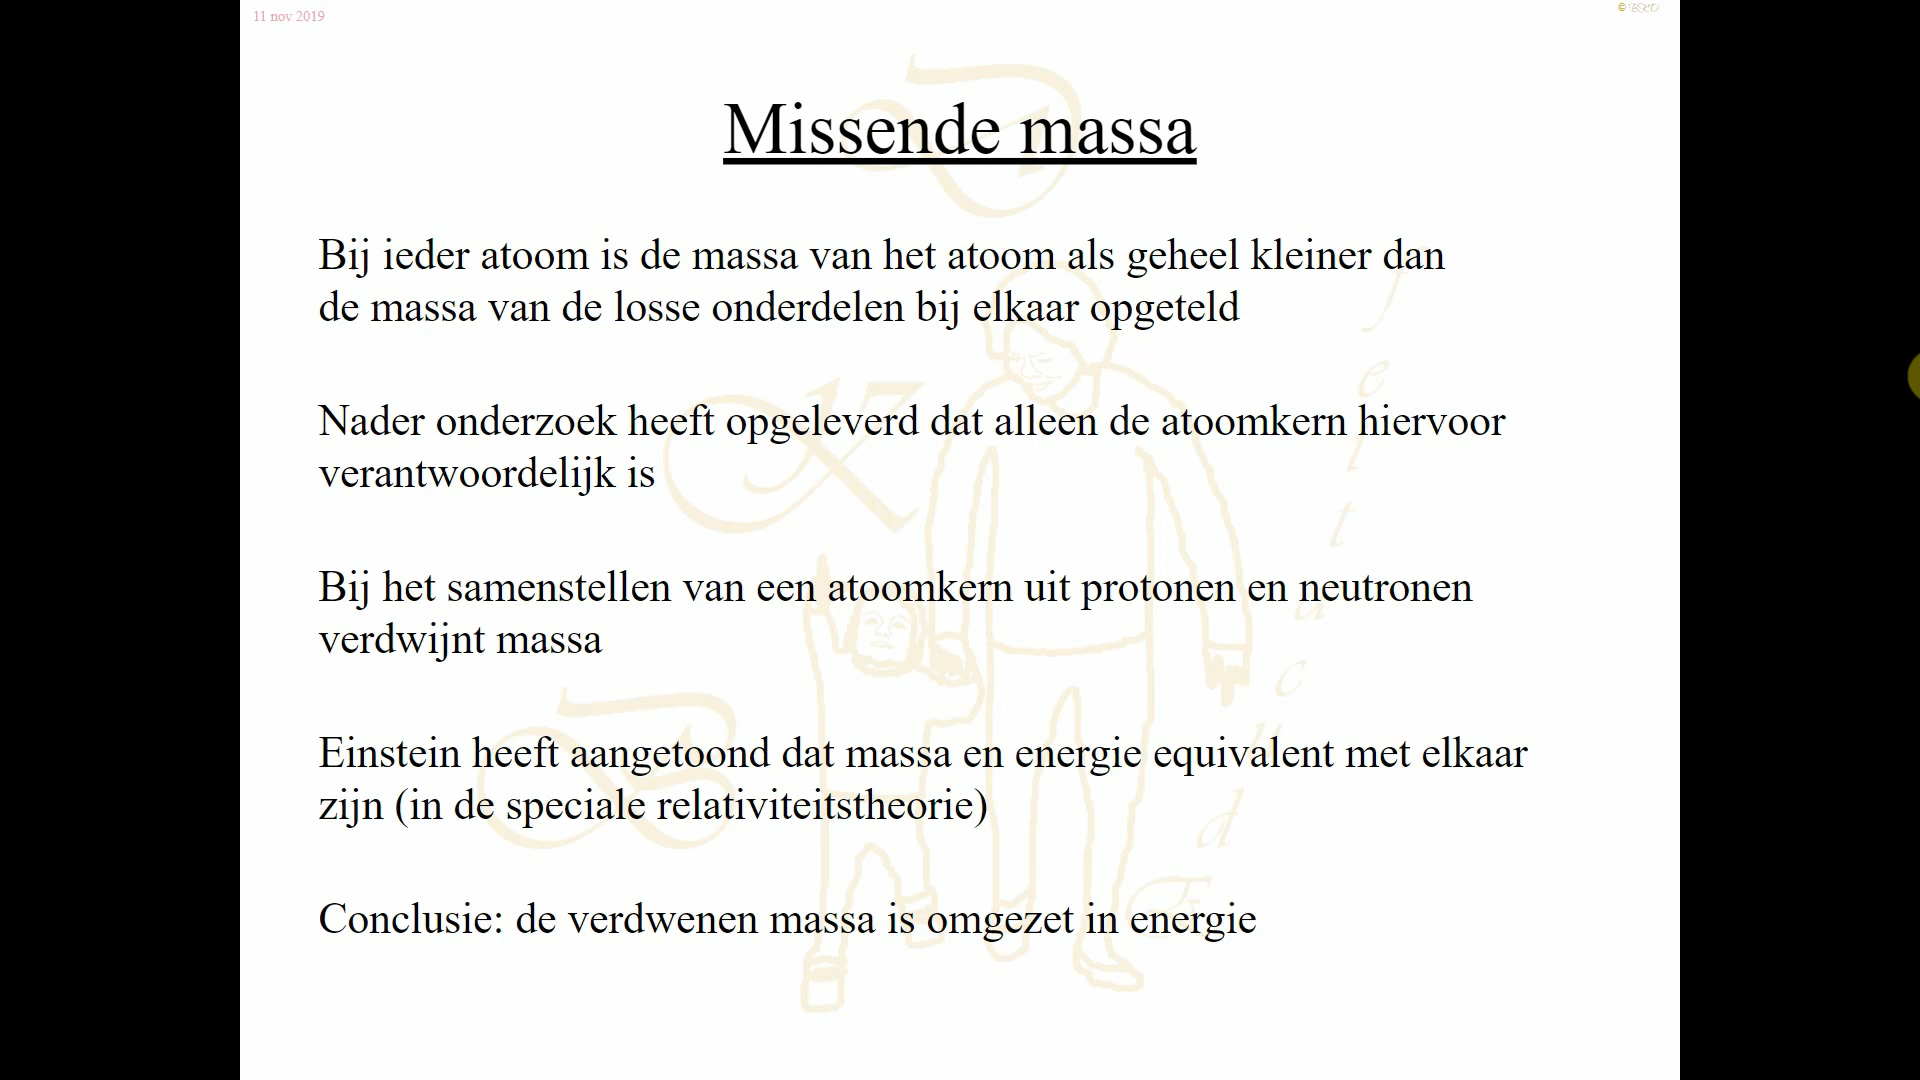 11 nov 2019
© BKD
Missende massa
Bij ieder atoom is de massa van het atoom als geheel kleiner dan
de massa van de losse onderdelen bij elkaar opgeteld
Nader onderzoek heeft opgeleverd dat alleen de atoomkern hiervoor
verantwoordelijk is
Bij het samenstellen van een atoomkern uit protonen en neutronen
verdwijnt massa
Einstein heeft aangetoond dat massa en energie equivalent met elkaar
zijn (in de speciale relativiteitstheorie)
Conclusie: de verdwenen massa is omgezet in energie